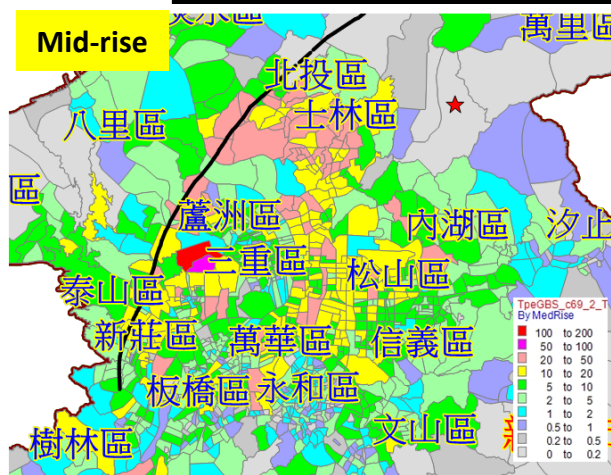 Mid-rise
萬里區
北投區
士林區
八里區
區
蘆洲區
內湖區
汐止
三重區
松山區
泰山區
新莊區
萬華區
信義區
板橋區
永和區
文山區
樹林區
TpeGBS_c69_2_T
By MedRise
100 to 200
50 to 100
20 to 50
10 to 20
5 to 10
2 to 5
1 to 2
0.5 to 1
0.2 to 0.5
0 to 0.2